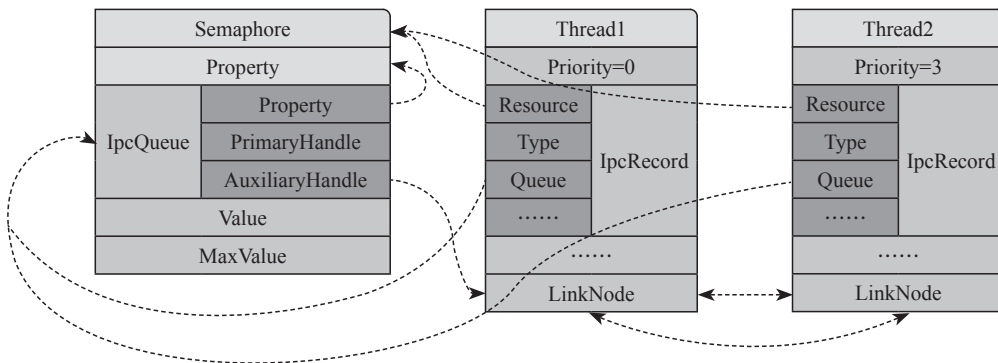 Semaphore
Property
IpcQueue
Property
PrimaryHandle
AuxiliaryHandle
Value
MaxValue
Thread1
Priority=0
Resource
Type
Queue
……
IpcRecord
……
LinkNode
Thread2
Priority=3
Resource
Type
Queue
……
IpcRecord
……
LinkNode